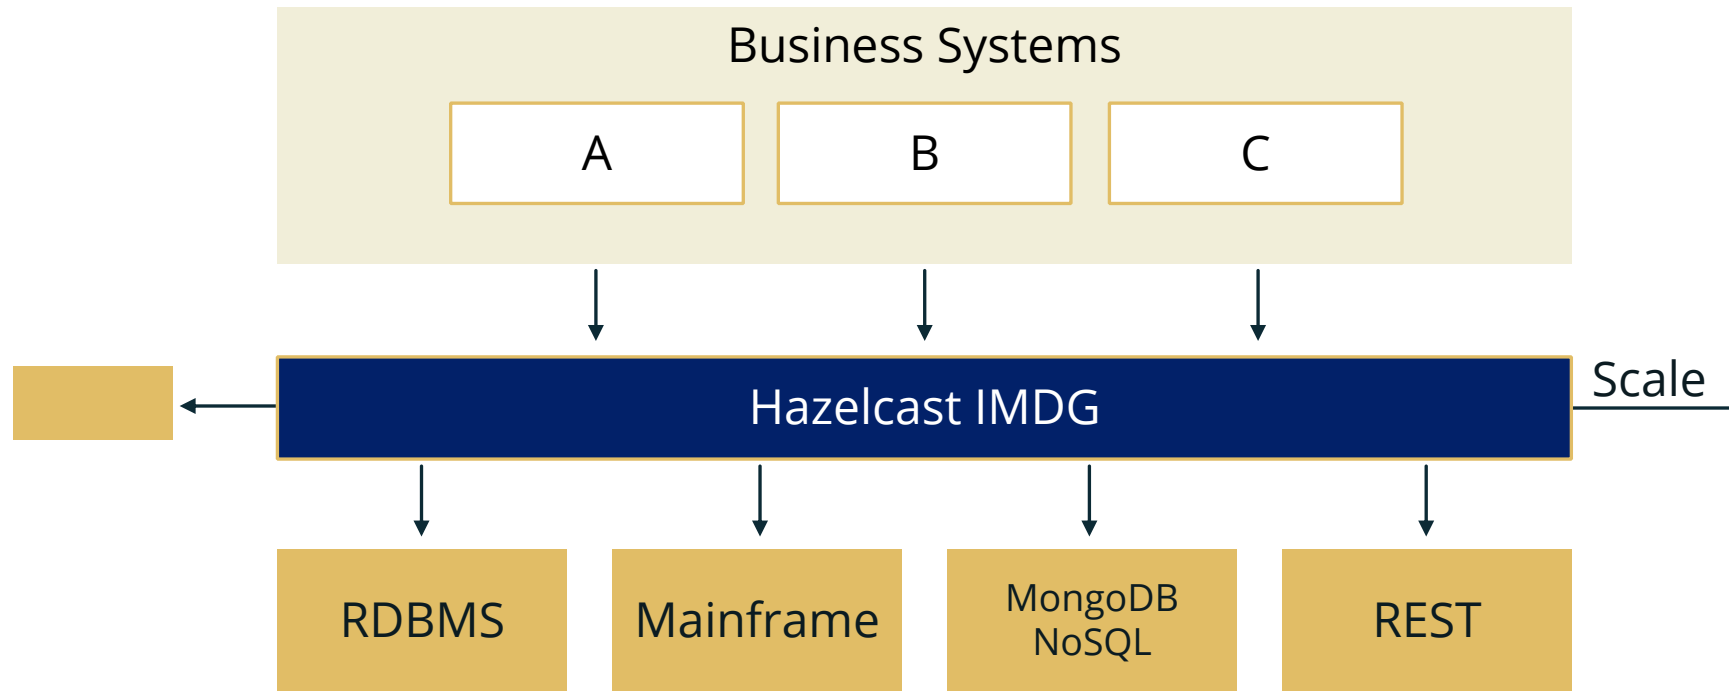 Business Systems
A
B
C
Hazelcast IMDG
Scale
RDBMS
Mainframe
MongoDB
NoSQL
REST